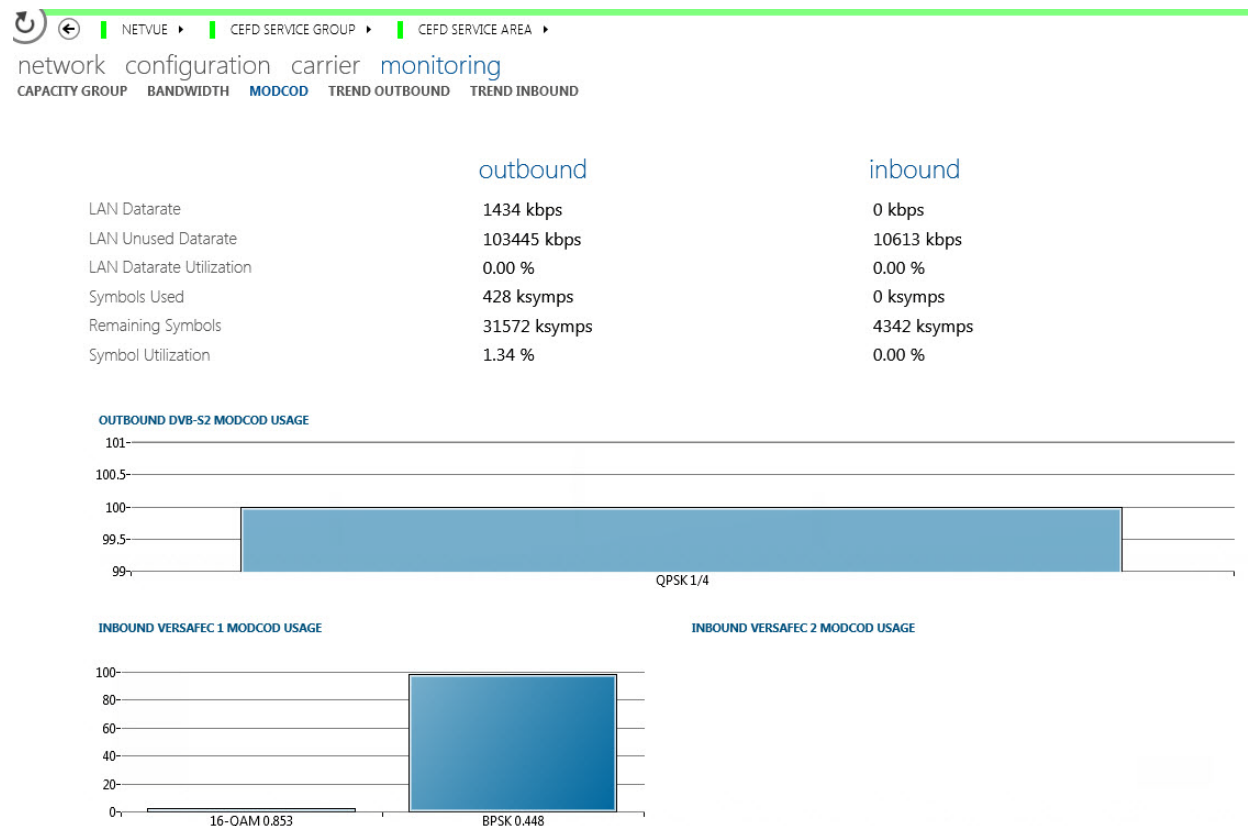 NETVUE CEFD SERVICE GROUP CEFD SERVICE AREA
network configuration carrier monitoring
CAPACITY GROUP BANDWIDTH MODCOD TREND OUTBOUND TREND INBOUND
outbound inbound
LAN Datarate 1434 kbps 0 kbps
LAN Unused Datarate 103445 kbps 10613 kbps
LAN Datarate Utilization 0.00 % 0.00 %
Symbols Used 428 ksymps 0 ksymps
Remaining Symbols 31572 ksymps 4342 ksymps
Symbol Utilization 1.34 % 0.00 %
OUTBOUND DVB-S2 MODCOD USAGE
101
100.5
100
99.5
99
QPSK 1/4
INBOUND VERSAFEC 1 MODCOD USAGE INBOUND VERSAFEC 2 MODCOD USAGE
100
80
60
40
20
0
16-QAM 0.853 BPSK 0.448